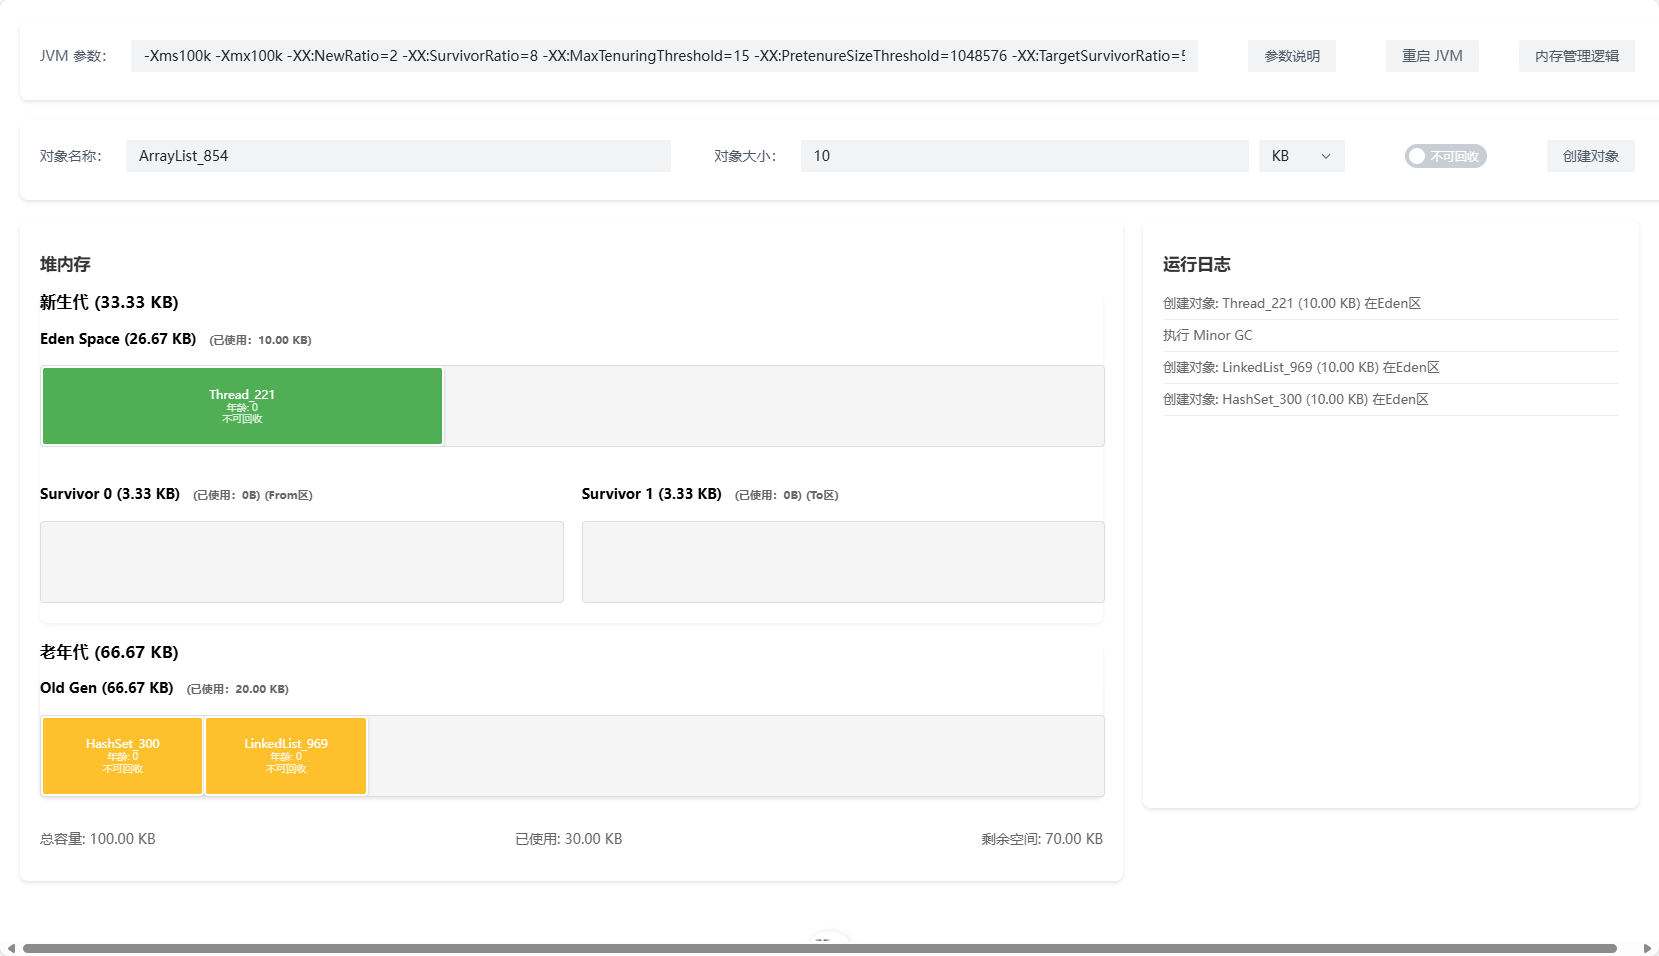 JVM 参数：
-Xms100k -Xmx100k -XX:NewRatio=2 -XX:SurvivorRatio=8 -XX:MaxTenuringThreshold=15 -XX:PretenureSizeThreshold=1048576 -XX:TargetSurvivorRatio=5
参数说明
重启 JVM
内存管理逻辑
对象名称：
ArrayList_854
对象大小：
10
KB
不可回收
创建对象
堆内存
新生代 (33.33 KB)
Eden Space (26.67 KB) (已使用：10.00 KB)
Thread_221
年龄: 0
不可回收
Survivor 0 (3.33 KB) (已使用：0B) (From区)
Survivor 1 (3.33 KB) (已使用：0B) (To区)
老年代 (66.67 KB)
Old Gen (66.67 KB) (已使用：20.00 KB)
HashSet_300
年龄: 0
不可回收
LinkedList_969
年龄: 0
不可回收
总容量: 100.00 KB
已使用: 30.00 KB
剩余空间: 70.00 KB
运行日志
创建对象: Thread_221 (10.00 KB) 在Eden区
执行 Minor GC
创建对象: LinkedList_969 (10.00 KB) 在Eden区
创建对象: HashSet_300 (10.00 KB) 在Eden区